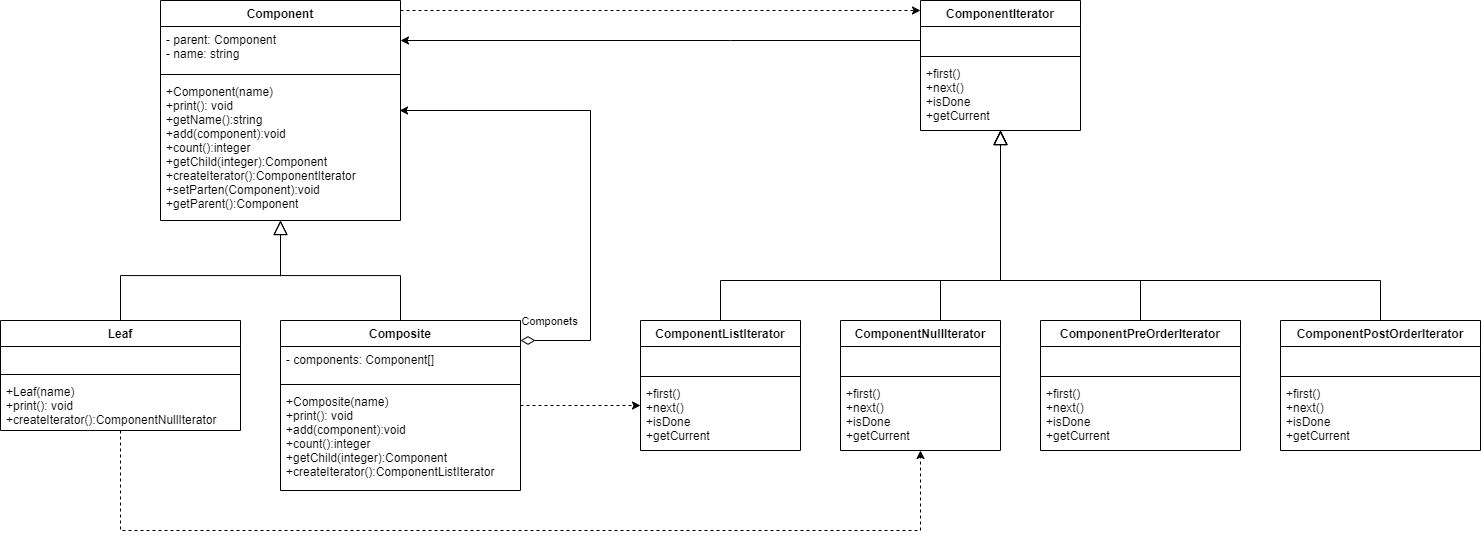 Component
- parent: Component
- name: string
+Component(name)
+print(): void
+getName():string
+add(component):void
+count():integer
+getChild(integer):Component
+createIterator():ComponentIterator
+setParten(Component):void
+getParent():Component
ComponentIterator
+first()
+next()
+isDone
+getCurrent
Leaf
+Leaf(name)
+print(): void
+createIterator():ComponentNullIterator
Composite
- components: Component[]
+Composite(name)
+print(): void
+add(component):void
+count():integer
+getChild(integer):Component
+createIterator():ComponentListIterator
Componets
ComponentListIterator
+first()
+next()
+isDone
+getCurrent
ComponentNullIterator
+first()
+next()
+isDone
+getCurrent
ComponentPreOrderIterator
+first()
+next()
+isDone
+getCurrent
ComponentPostOrderIterator
+first()
+next()
+isDone
+getCurrent